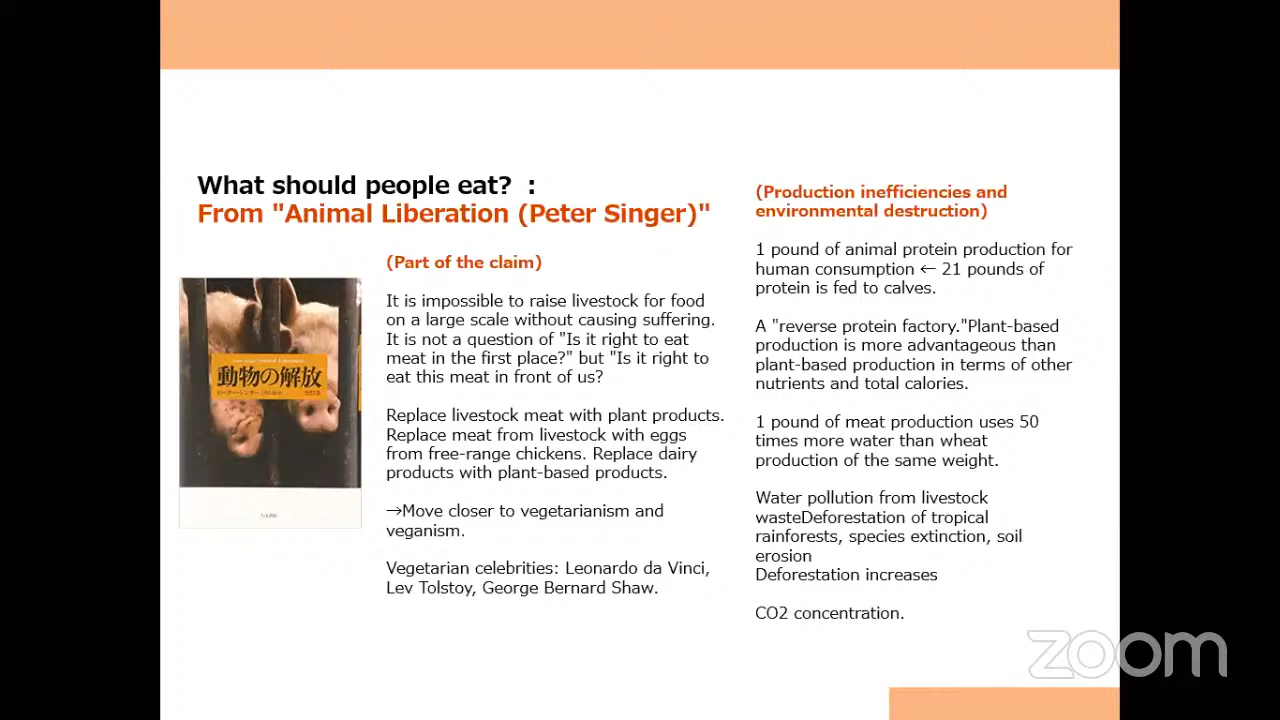 What should people eat? :
From "Animal Liberation (Peter Singer)"
(Part of the claim)
It is impossible to raise livestock for food
on a large scale without causing suffering.
It is not a question of "Is it right to eat
meat in the first place?" but "Is it right to
eat this meat in front of us?
Replace livestock meat with plant products.
Replace meat from livestock with eggs
from free-range chickens. Replace dairy
products with plant-based products.
→Move closer to vegetarianism and
veganism.
Vegetarian celebrities: Leonardo da Vinci,
Lev Tolstoy, George Bernard Shaw.
動物の解放
(Production inefficiencies and
environmental destruction)
1 pound of animal protein production for
human consumption ← 21 pounds of
protein is fed to calves.
A "reverse protein factory."Plant-based
production is more advantageous than
plant-based production in terms of other
nutrients and total calories.
1 pound of meat production uses 50
times more water than wheat
production of the same weight.
Water pollution from livestock
wasteDeforestation of tropical
rainforests, species extinction, soil
erosion
Deforestation increases
CO2 concentration.
zoom